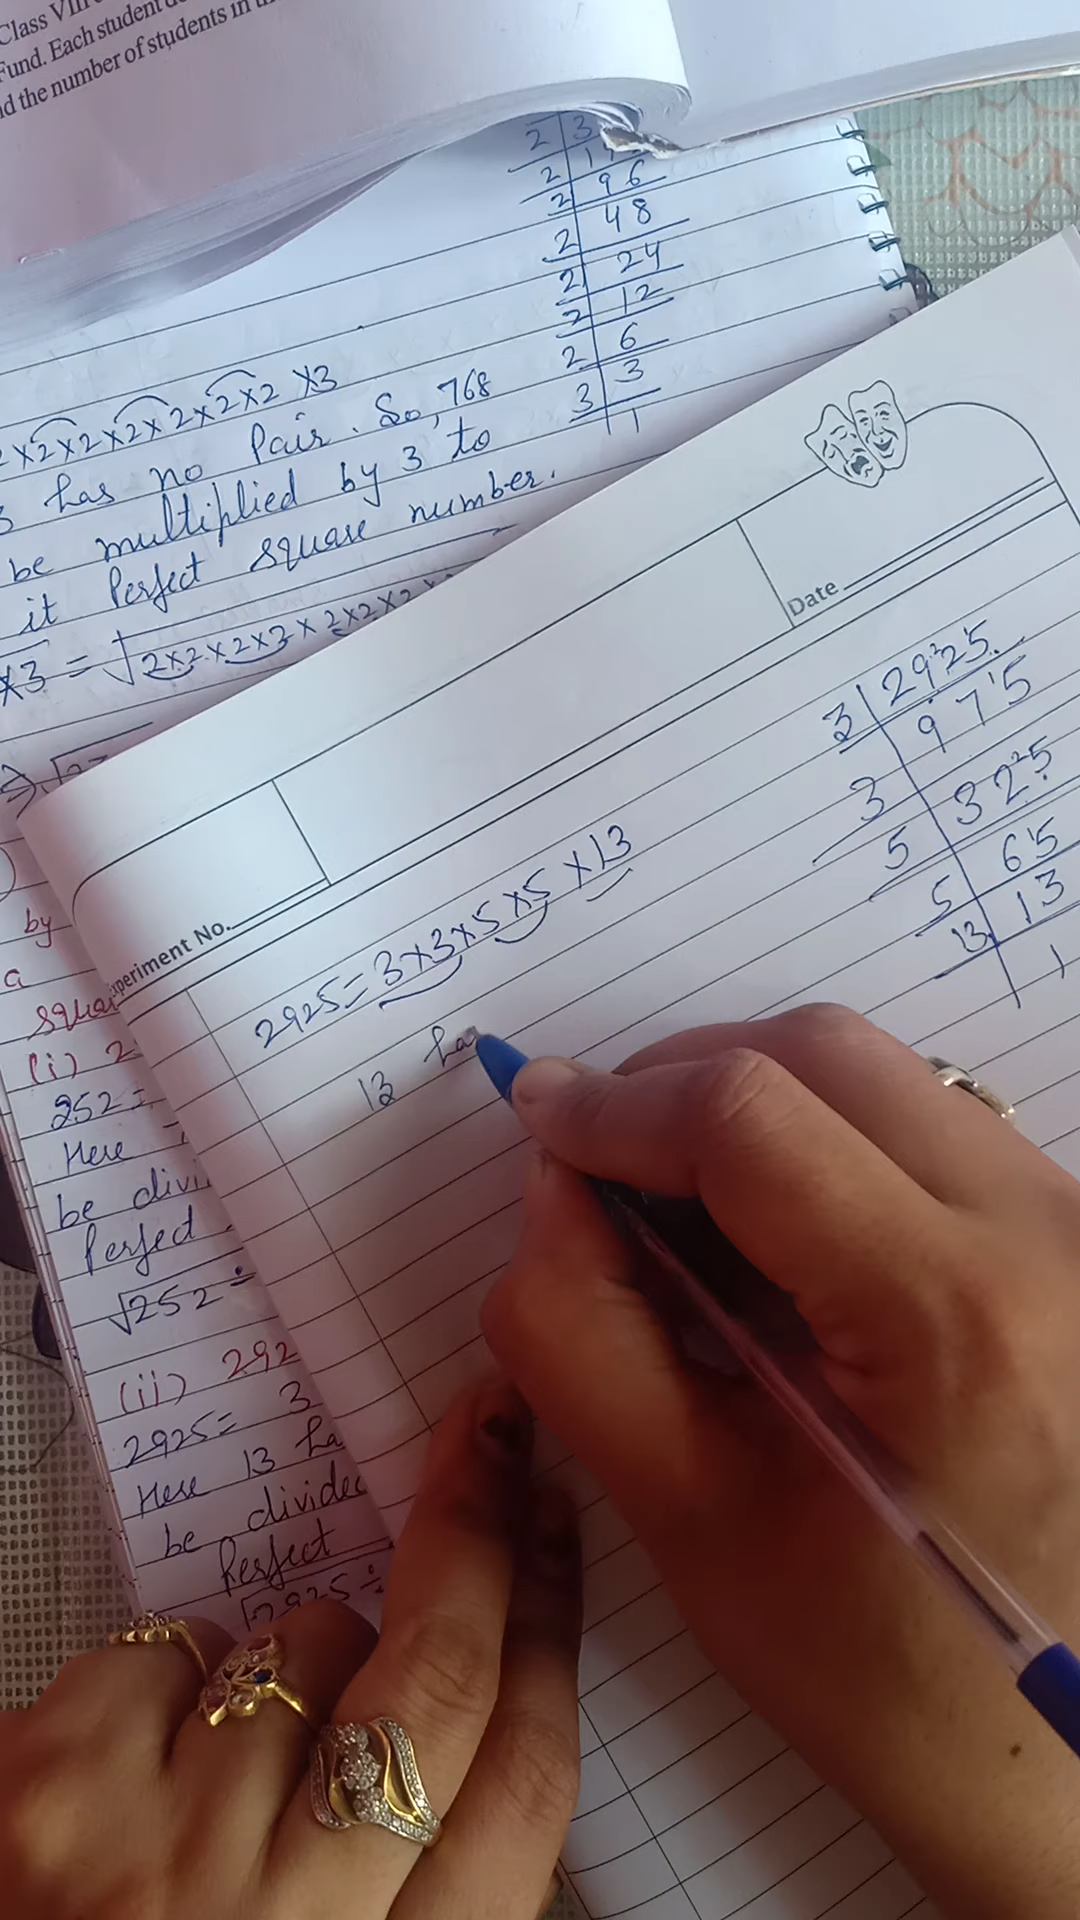 Class VIII
Fund. Each student
the number of students in
2 3
2 1
2 96
2 48
2 24
2 12
2 6
3 3
1
×2×2×2×2×2×2×2 ×3
3 has no Pair. So, 768
be multiplied by 3 to
it Perfect square number.
×3 = √2×2×2×3×2×2×2
Date
3 2925
3 975
5 325
5 65
13 13
1
Experiment No.
2925 = 3×3×5×5×13
13 has
by
a
squa
(i) 2
252 =
Here
be divi
Perfect
√252 ÷
(ii) 292
2925 = 3
Here 13 ha
be divided
Perfect
√2925 ÷